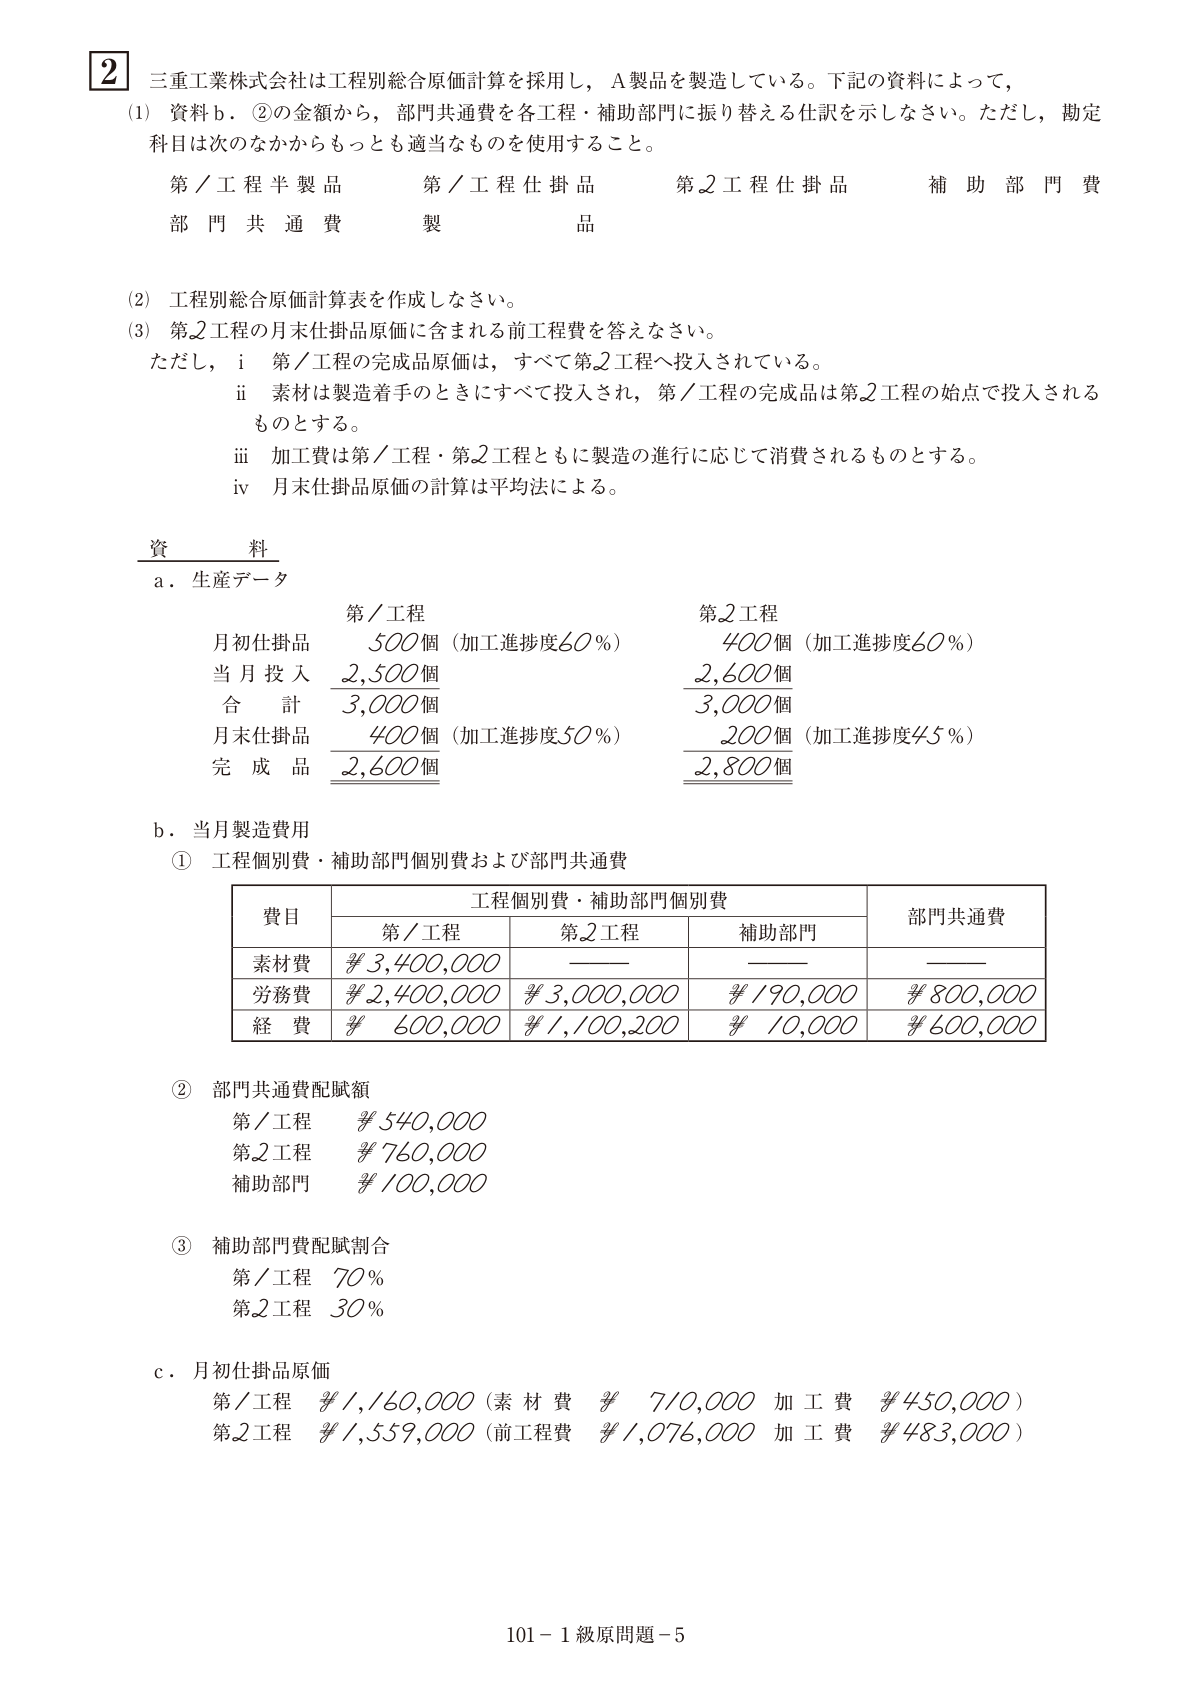 2
三重工業株式会社は工程別総合原価計算を採用し，A製品を製造している。下記の資料によって，
⑴　資料ｂ．②の金額から，部門共通費を各工程・補助部門に振り替える仕訳を示しなさい。ただし，勘定
科目は次のなかからもっとも適当なものを使用すること。
第1工程半製品　第1工程仕掛品　第2工程仕掛品　補助部門費
部門共通費　製品
⑵　工程別総合原価計算表を作成しなさい。
⑶　第2工程の月末仕掛品原価に含まれる前工程費を答えなさい。
ただし，ⅰ　第1工程の完成品原価は，すべて第2工程へ投入されている。
ⅱ　素材は製造着手のときにすべて投入され，第1工程の完成品は第2工程の始点で投入される
ものとする。
ⅲ　加工費は第1工程・第2工程ともに製造の進行に応じて消費されるものとする。
ⅳ　月末仕掛品原価の計算は平均法による。
資料
ａ．生産データ
第1工程　第2工程
月初仕掛品　500個（加工進捗度60％）　400個（加工進捗度60％）
当月投入　2,500個　2,600個
合計　3,000個　3,000個
月末仕掛品　400個（加工進捗度50％）　200個（加工進捗度45％）
完成品　2,600個　2,800個
ｂ．当月製造費用
①　工程個別費・補助部門個別費および部門共通費
費目　工程個別費・補助部門個別費　部門共通費
第1工程　第2工程　補助部門
素材費　¥3,400,000　――　――　――
労務費　¥2,400,000　¥3,000,000　¥190,000　¥800,000
経費　¥600,000　¥1,100,200　¥10,000　¥600,000
②　部門共通費配賦額
第1工程　¥540,000
第2工程　¥760,000
補助部門　¥100,000
③　補助部門費配賦割合
第1工程　70％
第2工程　30％
ｃ．月初仕掛品原価
第1工程　¥1,160,000（素材費　¥710,000　加工費　¥450,000）
第2工程　¥1,559,000（前工程費　¥1,076,000　加工費　¥483,000）
101－１級原問題－5